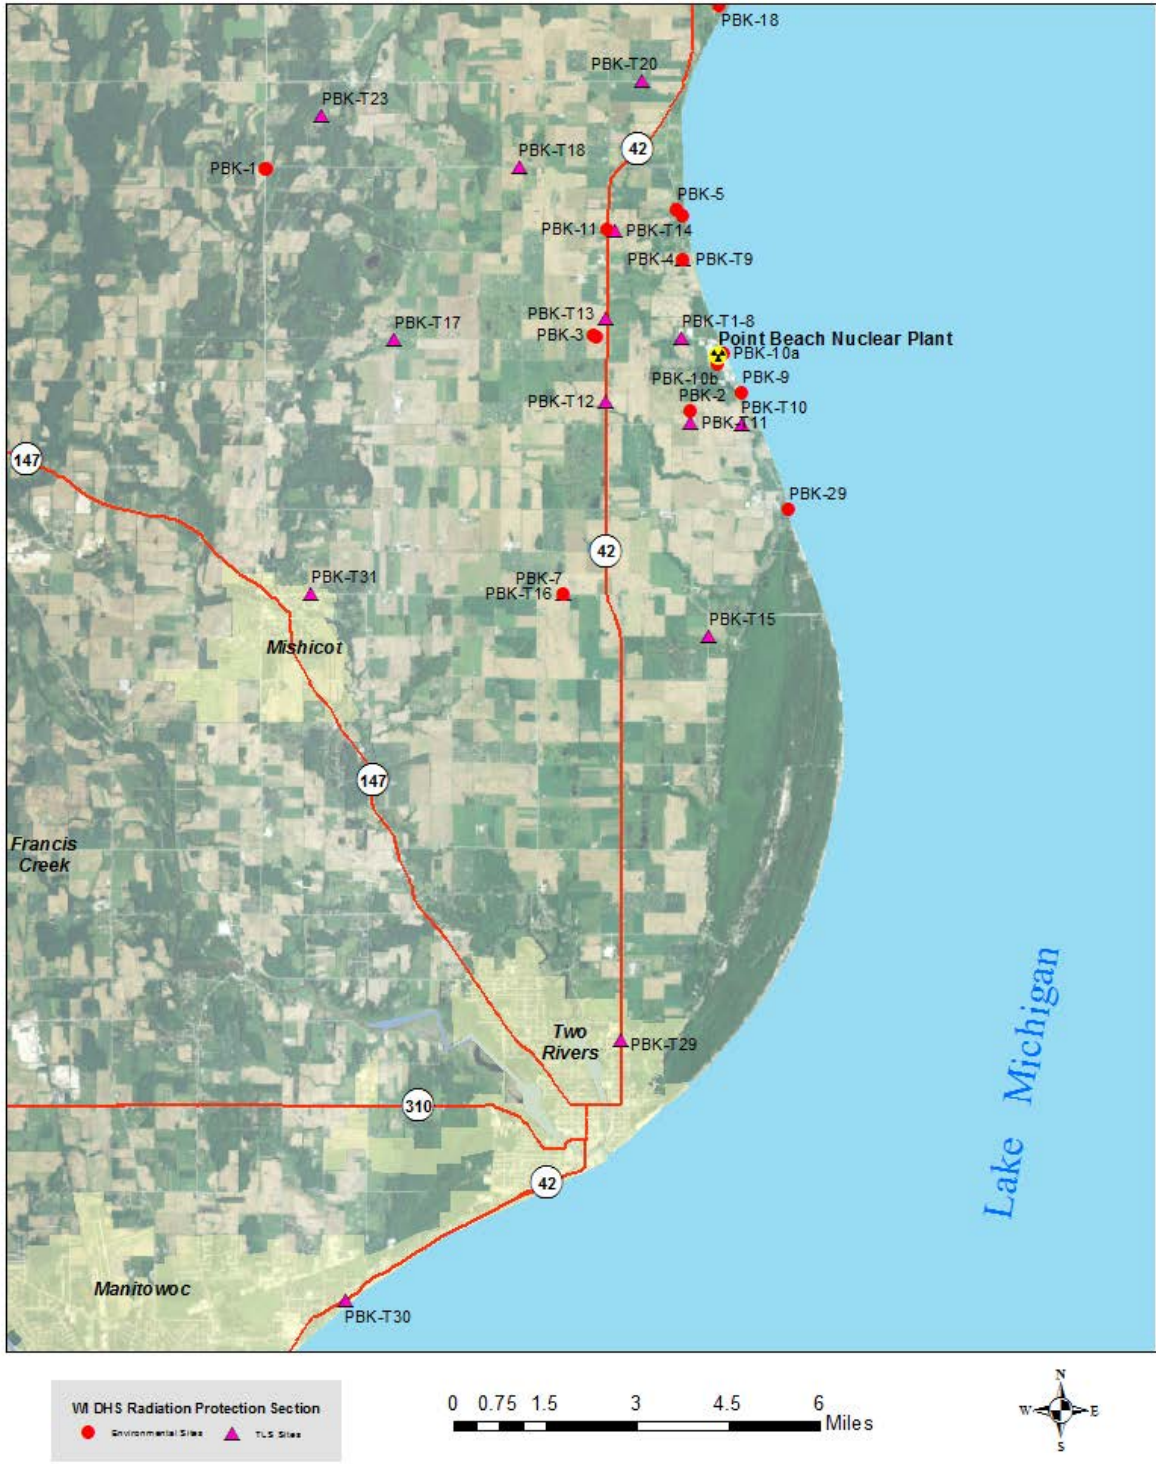 PBK-18
PBK-T20
PBK-T23
42
PBK-T18
PBK-1
PBK-5
PBK-11
PBK-T14
PBK-4
PBK-T9
PBK-T13
PBK-T17
PBK-3
PBK-T1-8
Point Beach Nuclear Plant
PBK-10a
PBK-10b
PBK-9
PBK-2
PBK-T12
PBK-T10
PBK-T11
147
PBK-29
42
PBK-T31
PBK-7
PBK-T16
PBK-T15
Mishicot
147
Francis
Creek
Two
Rivers
PBK-T29
310
42
Manitowoc
PBK-T30
Lake Michigan
WI DHS Radiation Protection Section
Environmental Sites
TLS Sites
0 0.75 1.5 3 4.5 6
Miles
N
W E
S